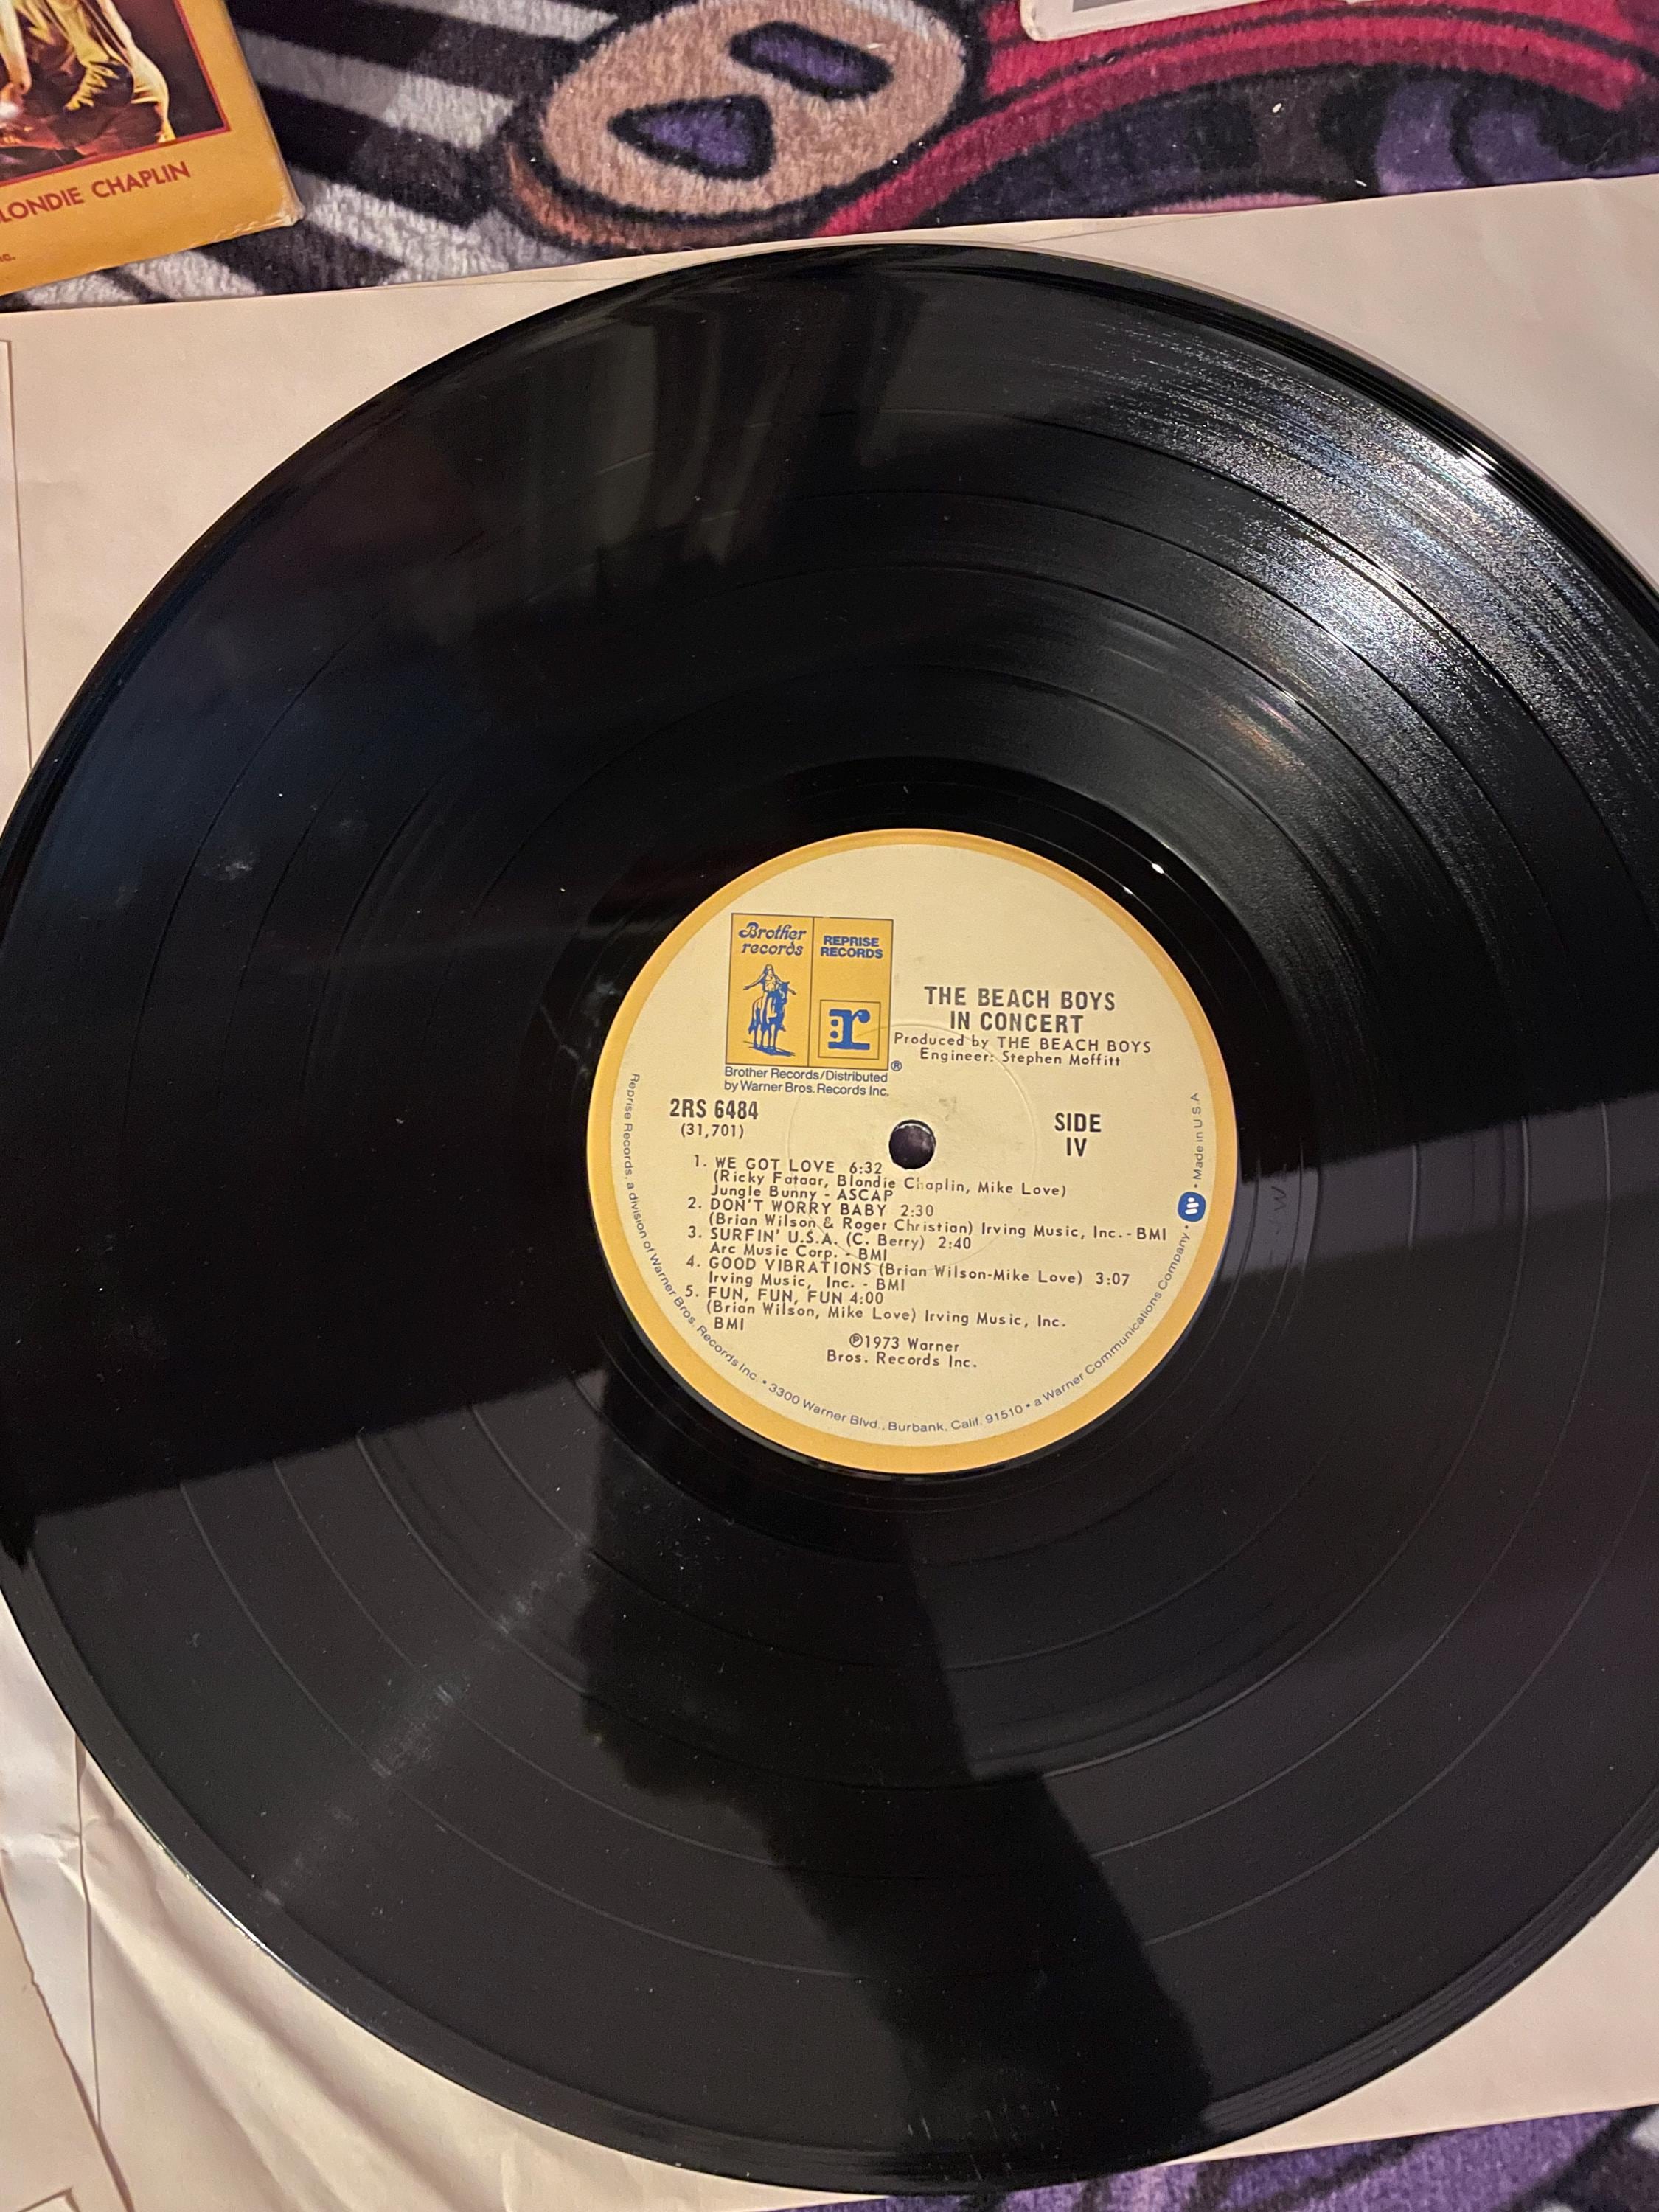 LONDIE CHAPLIN
nc.
Brother
records
REPRISE
RECORDS
:r
®
Brother Records/Distributed
by Warner Bros. Records Inc.
THE BEACH BOYS
IN CONCERT
Produced by THE BEACH BOYS
Engineer: Stephen Moffitt
2RS 6484
(31,701)
SIDE
IV
1. WE GOT LOVE 6:32
(Ricky Fataar, Blondie Chaplin, Mike Love)
Jungle Bunny - ASCAP
2. DON'T WORRY BABY 2:30
(Brian Wilson & Roger Christian) Irving Music, Inc.-BMI
3. SURFIN' U.S.A. (C. Berry) 2:40
Arc Music Corp. - BMI
4. GOOD VIBRATIONS (Brian Wilson-Mike Love) 3:07
Irving Music, Inc. - BMI
5. FUN, FUN, FUN 4:00
(Brian Wilson, Mike Love) Irving Music, Inc.
BMI
℗1973 Warner
Bros. Records Inc.
Reprise Records, a division of Warner Bros. Records Inc. • 3300 Warner Blvd., Burbank, Calif. 91510 • a Warner Communications Company • W • Made in U.S.A